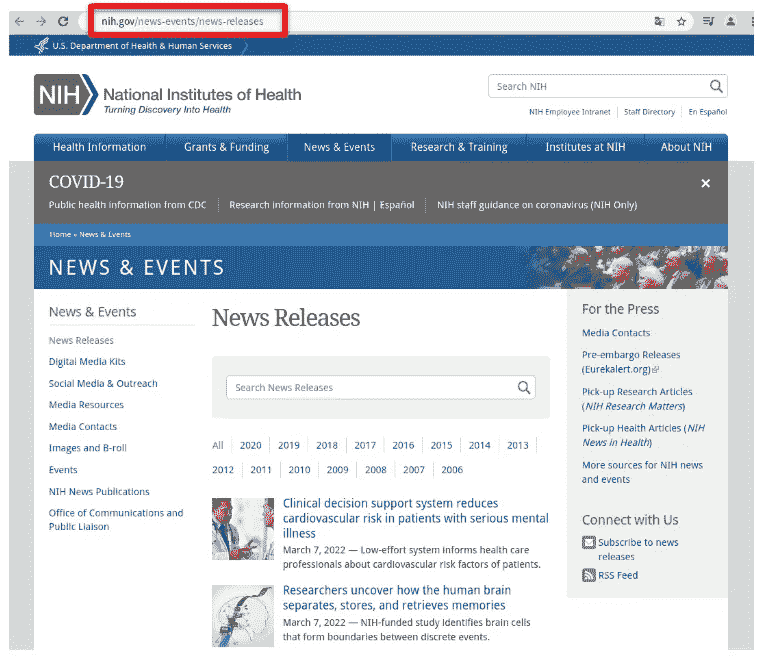 nih.gov/news-events/news-releases
U.S. Department of Health & Human Services
NIH National Institutes of Health
Turning Discovery Into Health
Search NIH
NIH Employee Intranet Staff Directory En Español
Health Information Grants & Funding News & Events Research & Training Institutes at NIH About NIH
COVID-19
Public health information from CDC Research information from NIH | Español NIH staff guidance on coronavirus (NIH Only)
Home » News & Events
NEWS & EVENTS
News & Events
News Releases
Digital Media Kits
Social Media & Outreach
Media Resources
Media Contacts
Images and B-roll
Events
NIH News Publications
Office of Communications and
Public Liaison
News Releases
Search News Releases
All 2020 2019 2018 2017 2016 2015 2014 2013
2012 2011 2010 2009 2008 2007 2006
Clinical decision support system reduces
cardiovascular risk in patients with serious mental
illness
March 7, 2022 — Low-effort system informs health care
professionals about cardiovascular risk factors of patients.
Researchers uncover how the human brain
separates, stores, and retrieves memories
March 7, 2022 — NIH-funded study identifies brain cells
that form boundaries between discrete events.
For the Press
Media Contacts
Pre-embargo Releases
(Eurekalert.org)
Pick-up Research Articles
(NIH Research Matters)
Pick-up Health Articles (NIH
News in Health)
More sources for NIH news
and events
Connect with Us
Subscribe to news
releases
RSS Feed